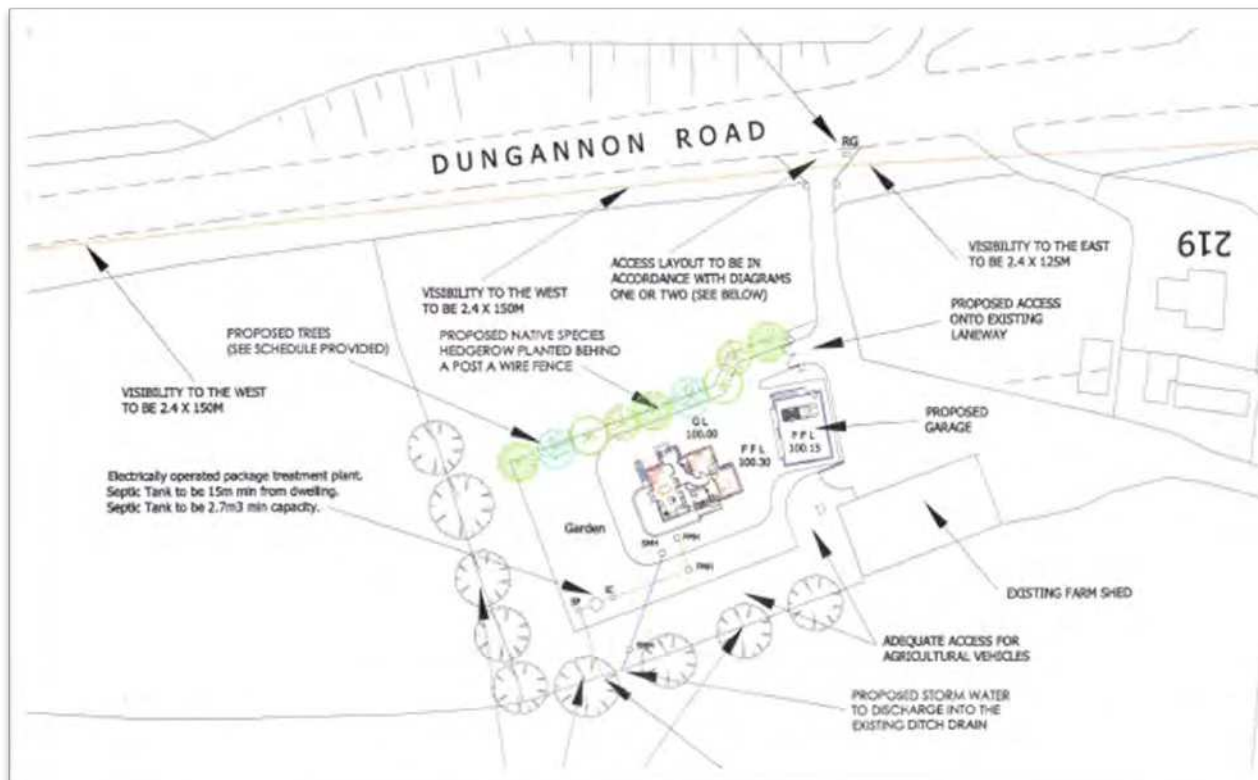 DUNGANNON ROAD
RG
219
VISIBILITY TO THE EAST
TO BE 2.4 X 125M
ACCESS LAYOUT TO BE IN
ACCORDANCE WITH DIAGRAMS
ONE OR TWO (SEE BELOW)
VISIBILITY TO THE WEST
TO BE 2.4 X 150M
PROPOSED ACCESS
ONTO EXISTING
LANEWAY
PROPOSED TREES
(SEE SCHEDULE PROVIDED)
PROPOSED NATIVE SPECIES
HEDGEROW PLANTED BEHIND
A POST A WIRE FENCE
VISIBILITY TO THE WEST
TO BE 2.4 X 150M
PROPOSED
GARAGE
GL
100.00
FFL
100.30
FFL
100.15
Electrically operated package treatment plant.
Septic Tank to be 15m min from dwelling.
Septic Tank to be 2.7m3 min capacity.
Garden
SMH
FMH
EXISTING FARM SHED
ADEQUATE ACCESS FOR
AGRICULTURAL VEHICLES
PROPOSED STORM WATER
TO DISCHARGE INTO THE
EXISTING DITCH DRAIN